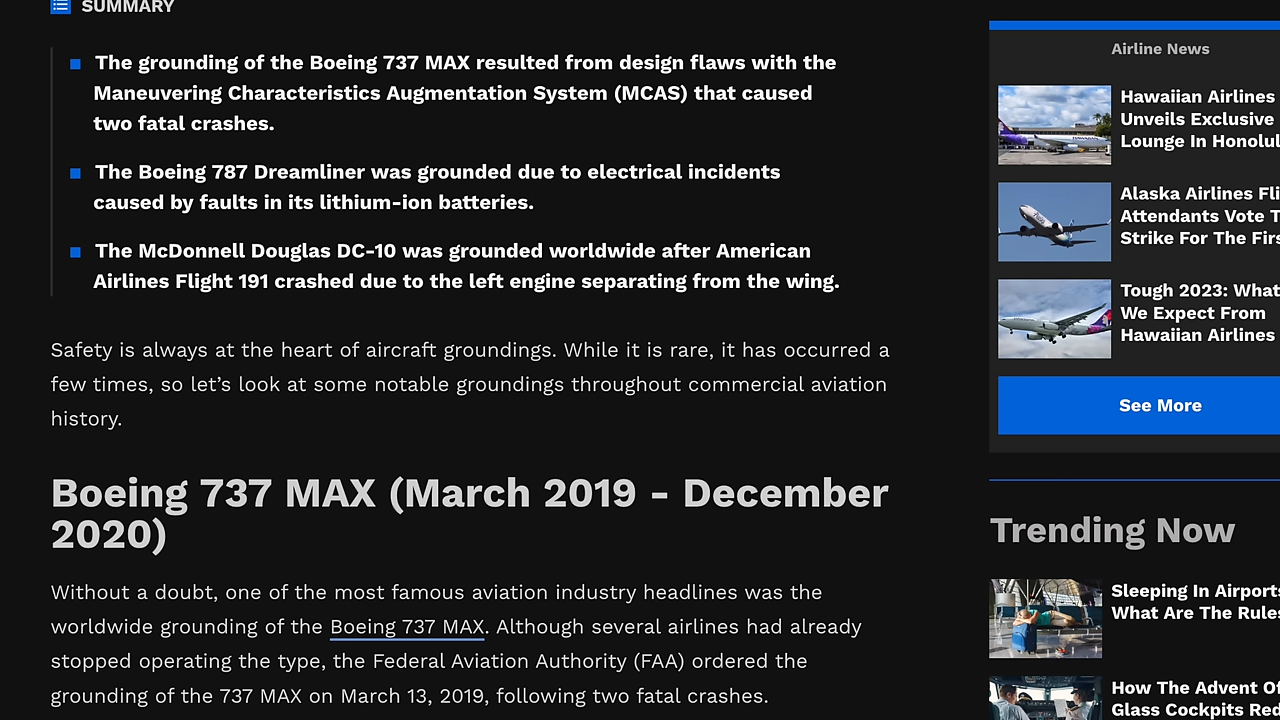 SUMMARY
The grounding of the Boeing 737 MAX resulted from design flaws with the
Maneuvering Characteristics Augmentation System (MCAS) that caused
two fatal crashes.
The Boeing 787 Dreamliner was grounded due to electrical incidents
caused by faults in its lithium-ion batteries.
The McDonnell Douglas DC-10 was grounded worldwide after American
Airlines Flight 191 crashed due to the left engine separating from the wing.
Safety is always at the heart of aircraft groundings. While it is rare, it has occurred a
few times, so let’s look at some notable groundings throughout commercial aviation
history.
Boeing 737 MAX (March 2019 - December
2020)
Without a doubt, one of the most famous aviation industry headlines was the
worldwide grounding of the Boeing 737 MAX. Although several airlines had already
stopped operating the type, the Federal Aviation Authority (FAA) ordered the
grounding of the 737 MAX on March 13, 2019, following two fatal crashes.
Airline News
Hawaiian Airlines
Unveils Exclusive
Lounge In
Alaska Airlines
Attendants Vote
Strike For The
Tough 2023: What
We Expect From
Hawaiian Airlines
See More
Trending Now
Sleeping In
What Are The
How The Advent
Glass Cockpits